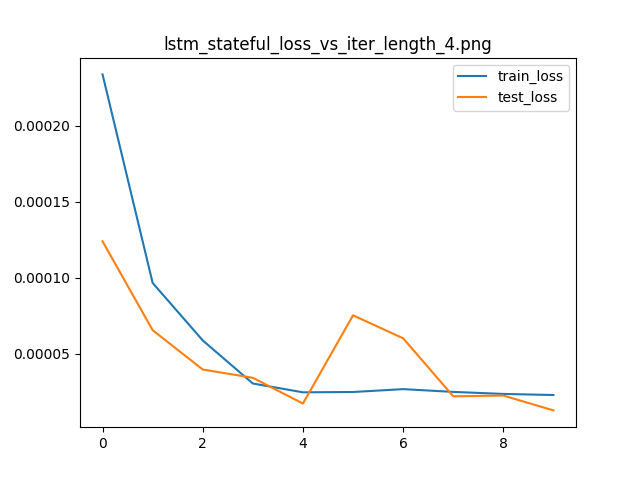 lstm_stateful_loss_vs_iter_length_4.png
train_loss
test_loss
0.00020
0.00015
0.00010
0.00005
0 2 4 6 8